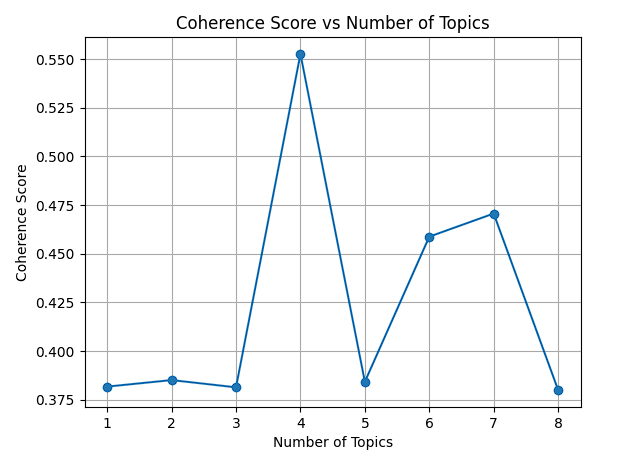 Coherence Score vs Number of Topics
0.550
0.525
0.500
0.475
0.450
0.425
0.400
0.375
Coherence Score
1 2 3 4 5 6 7 8
Number of Topics